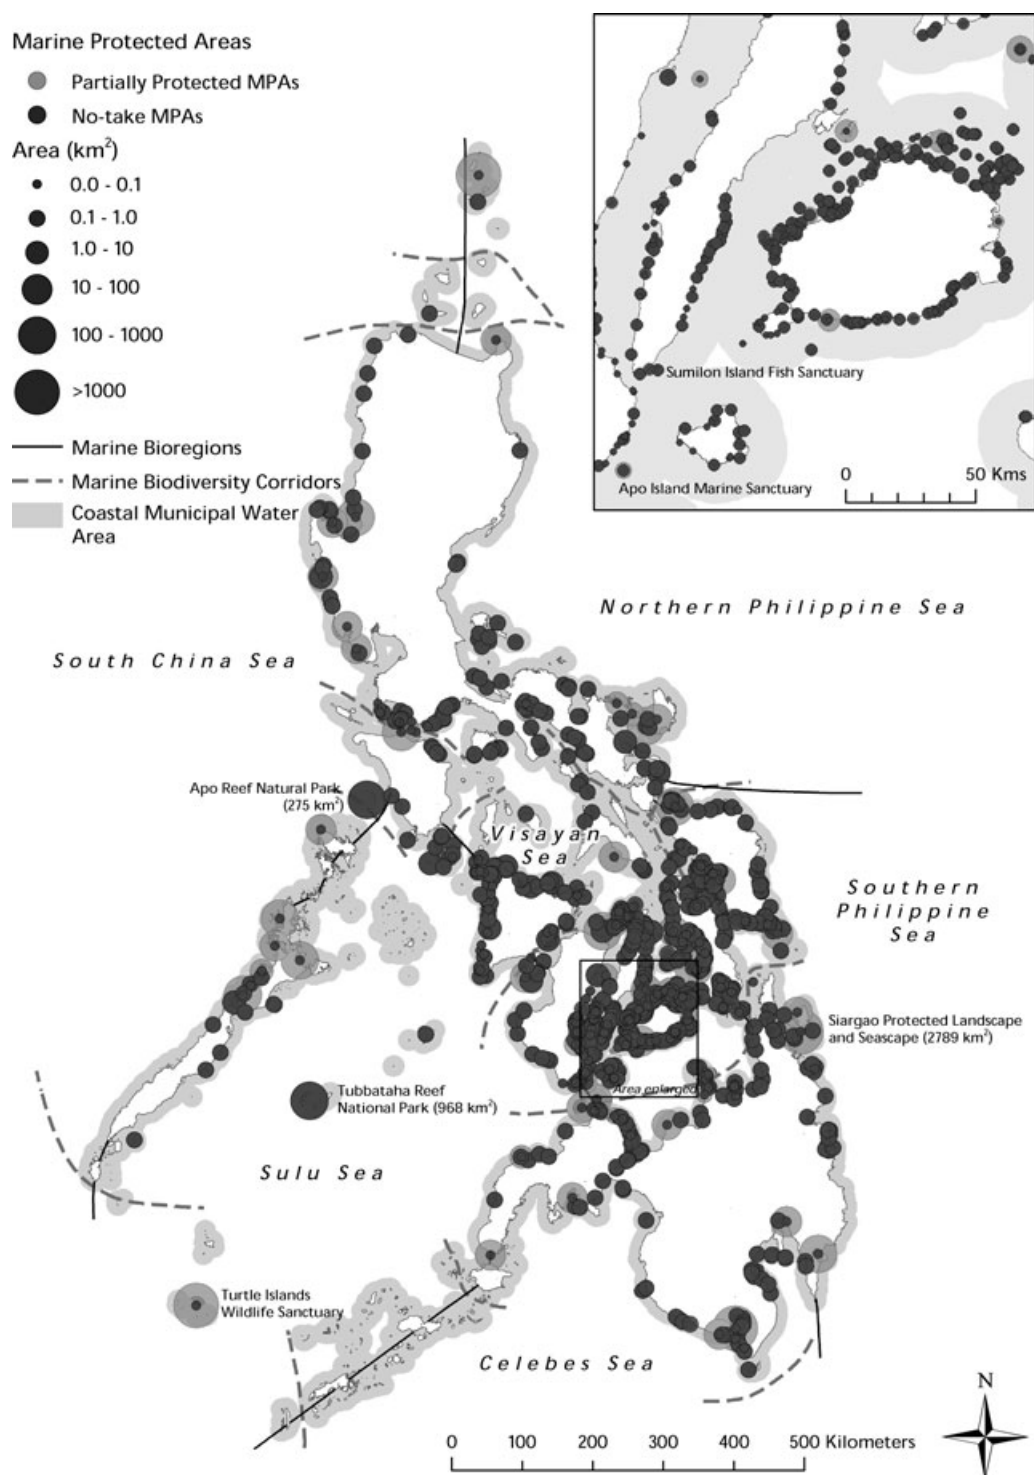 Marine Protected Areas
Partially Protected MPAs
No-take MPAs
Area (km²)
0.0 - 0.1
0.1 - 1.0
1.0 - 10
10 - 100
100 - 1000
>1000
Marine Bioregions
Marine Biodiversity Corridors
Coastal Municipal Water
Area
Sumilon Island Fish Sanctuary
0 50 Kms
Apo Island Marine Sanctuary
Northern Philippine Sea
South China Sea
Apo Reef Natural Park
(275 km²)
Visayan
Sea
Southern
Philippine
Sea
Siargao Protected Landscape
and Seascape (2789 km²)
Area enlarged
Tubbataha Reef
National Park (968 km²)
Sulu Sea
Turtle Islands
Wildlife Sanctuary
Celebes Sea
N
0 100 200 300 400 500 Kilometers